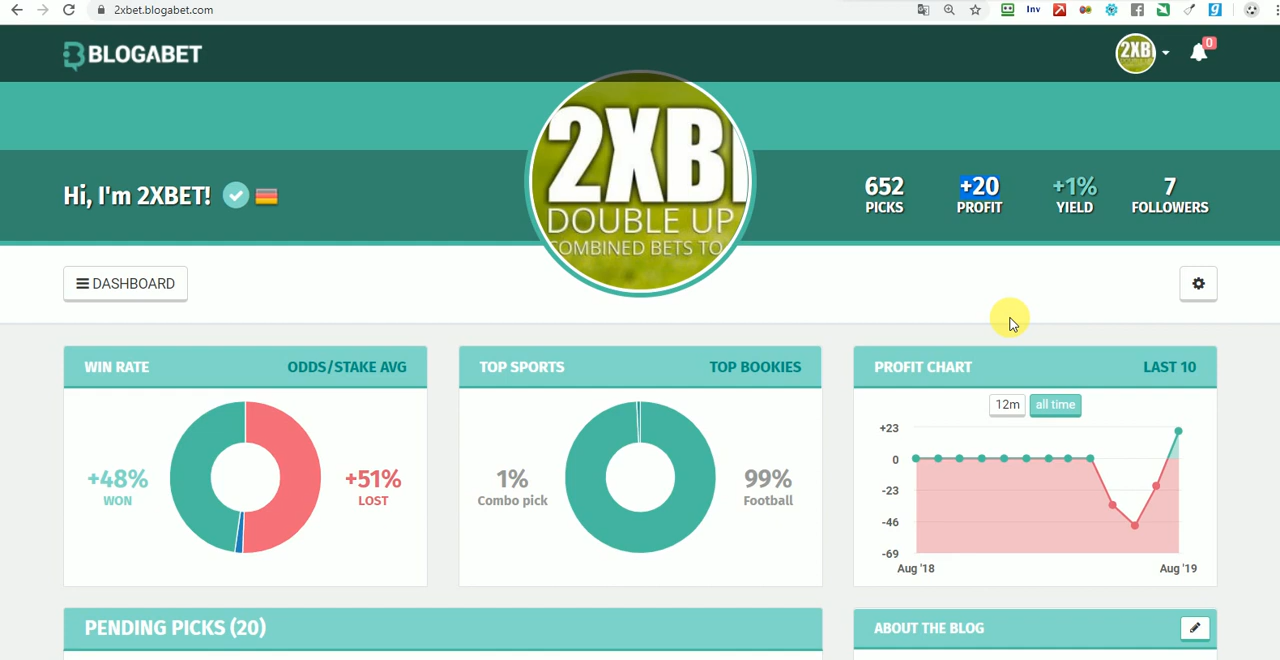 2xbet.blogabet.com
Inv
BLOGABET
2XB
0
2XB
DOUBLE UP
COMBINED BETS TO
Hi, I'm 2XBET!
652 +20 +1% 7
PICKS PROFIT YIELD FOLLOWERS
DASHBOARD
WIN RATE ODDS/STAKE AVG
+48%
WON
+51%
LOST
TOP SPORTS TOP BOOKIES
1%
Combo pick
99%
Football
PROFIT CHART LAST 10
12m all time
+23
0
-23
-46
-69
Aug '18 Aug '19
PENDING PICKS (20)
ABOUT THE BLOG